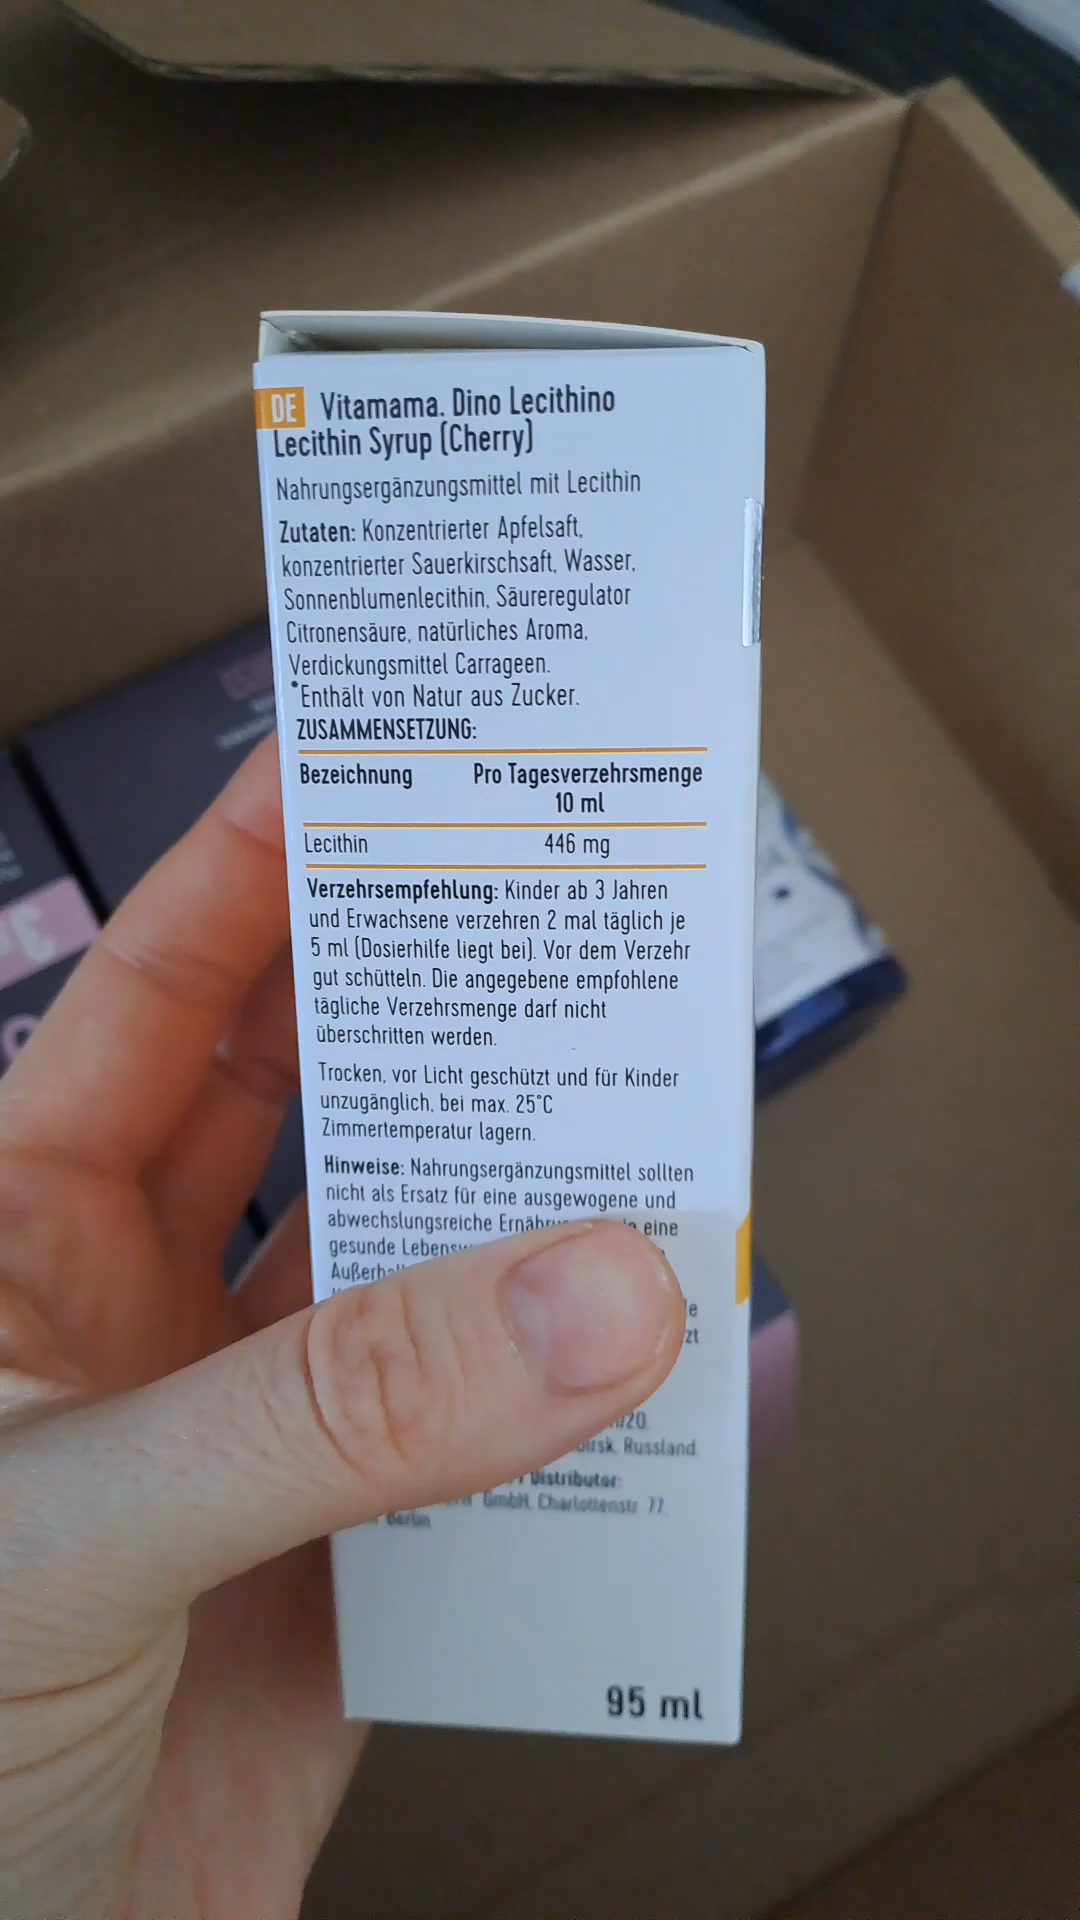 DE Vitamama. Dino Lecithino
Lecithin Syrup (Cherry)
Nahrungsergänzungsmittel mit Lecithin
Zutaten: Konzentrierter Apfelsaft,
konzentrierter Sauerkirschsaft, Wasser,
Sonnenblumenlecithin, Säureregulator
Citronensäure, natürliches Aroma,
Verdickungsmittel Carrageen.
*Enthält von Natur aus Zucker.
ZUSAMMENSETZUNG:
Bezeichnung Pro Tagesverzehrsmenge
10 ml
Lecithin 446 mg
Verzehrsempfehlung: Kinder ab 3 Jahren
und Erwachsene verzehren 2 mal täglich je
5 ml (Dosierhilfe liegt bei). Vor dem Verzehr
gut schütteln. Die angegebene empfohlene
tägliche Verzehrsmenge darf nicht
überschritten werden.
Trocken, vor Licht geschützt und für Kinder
unzugänglich, bei max. 25°C
Zimmertemperatur lagern.
Hinweise: Nahrungsergänzungsmittel sollten
nicht als Ersatz für eine ausgewogene und
abwechslungsreiche eine
gesunde
Russland
Distributor:
GmbH, Charlottenstr 77,
Berlin
95 ml